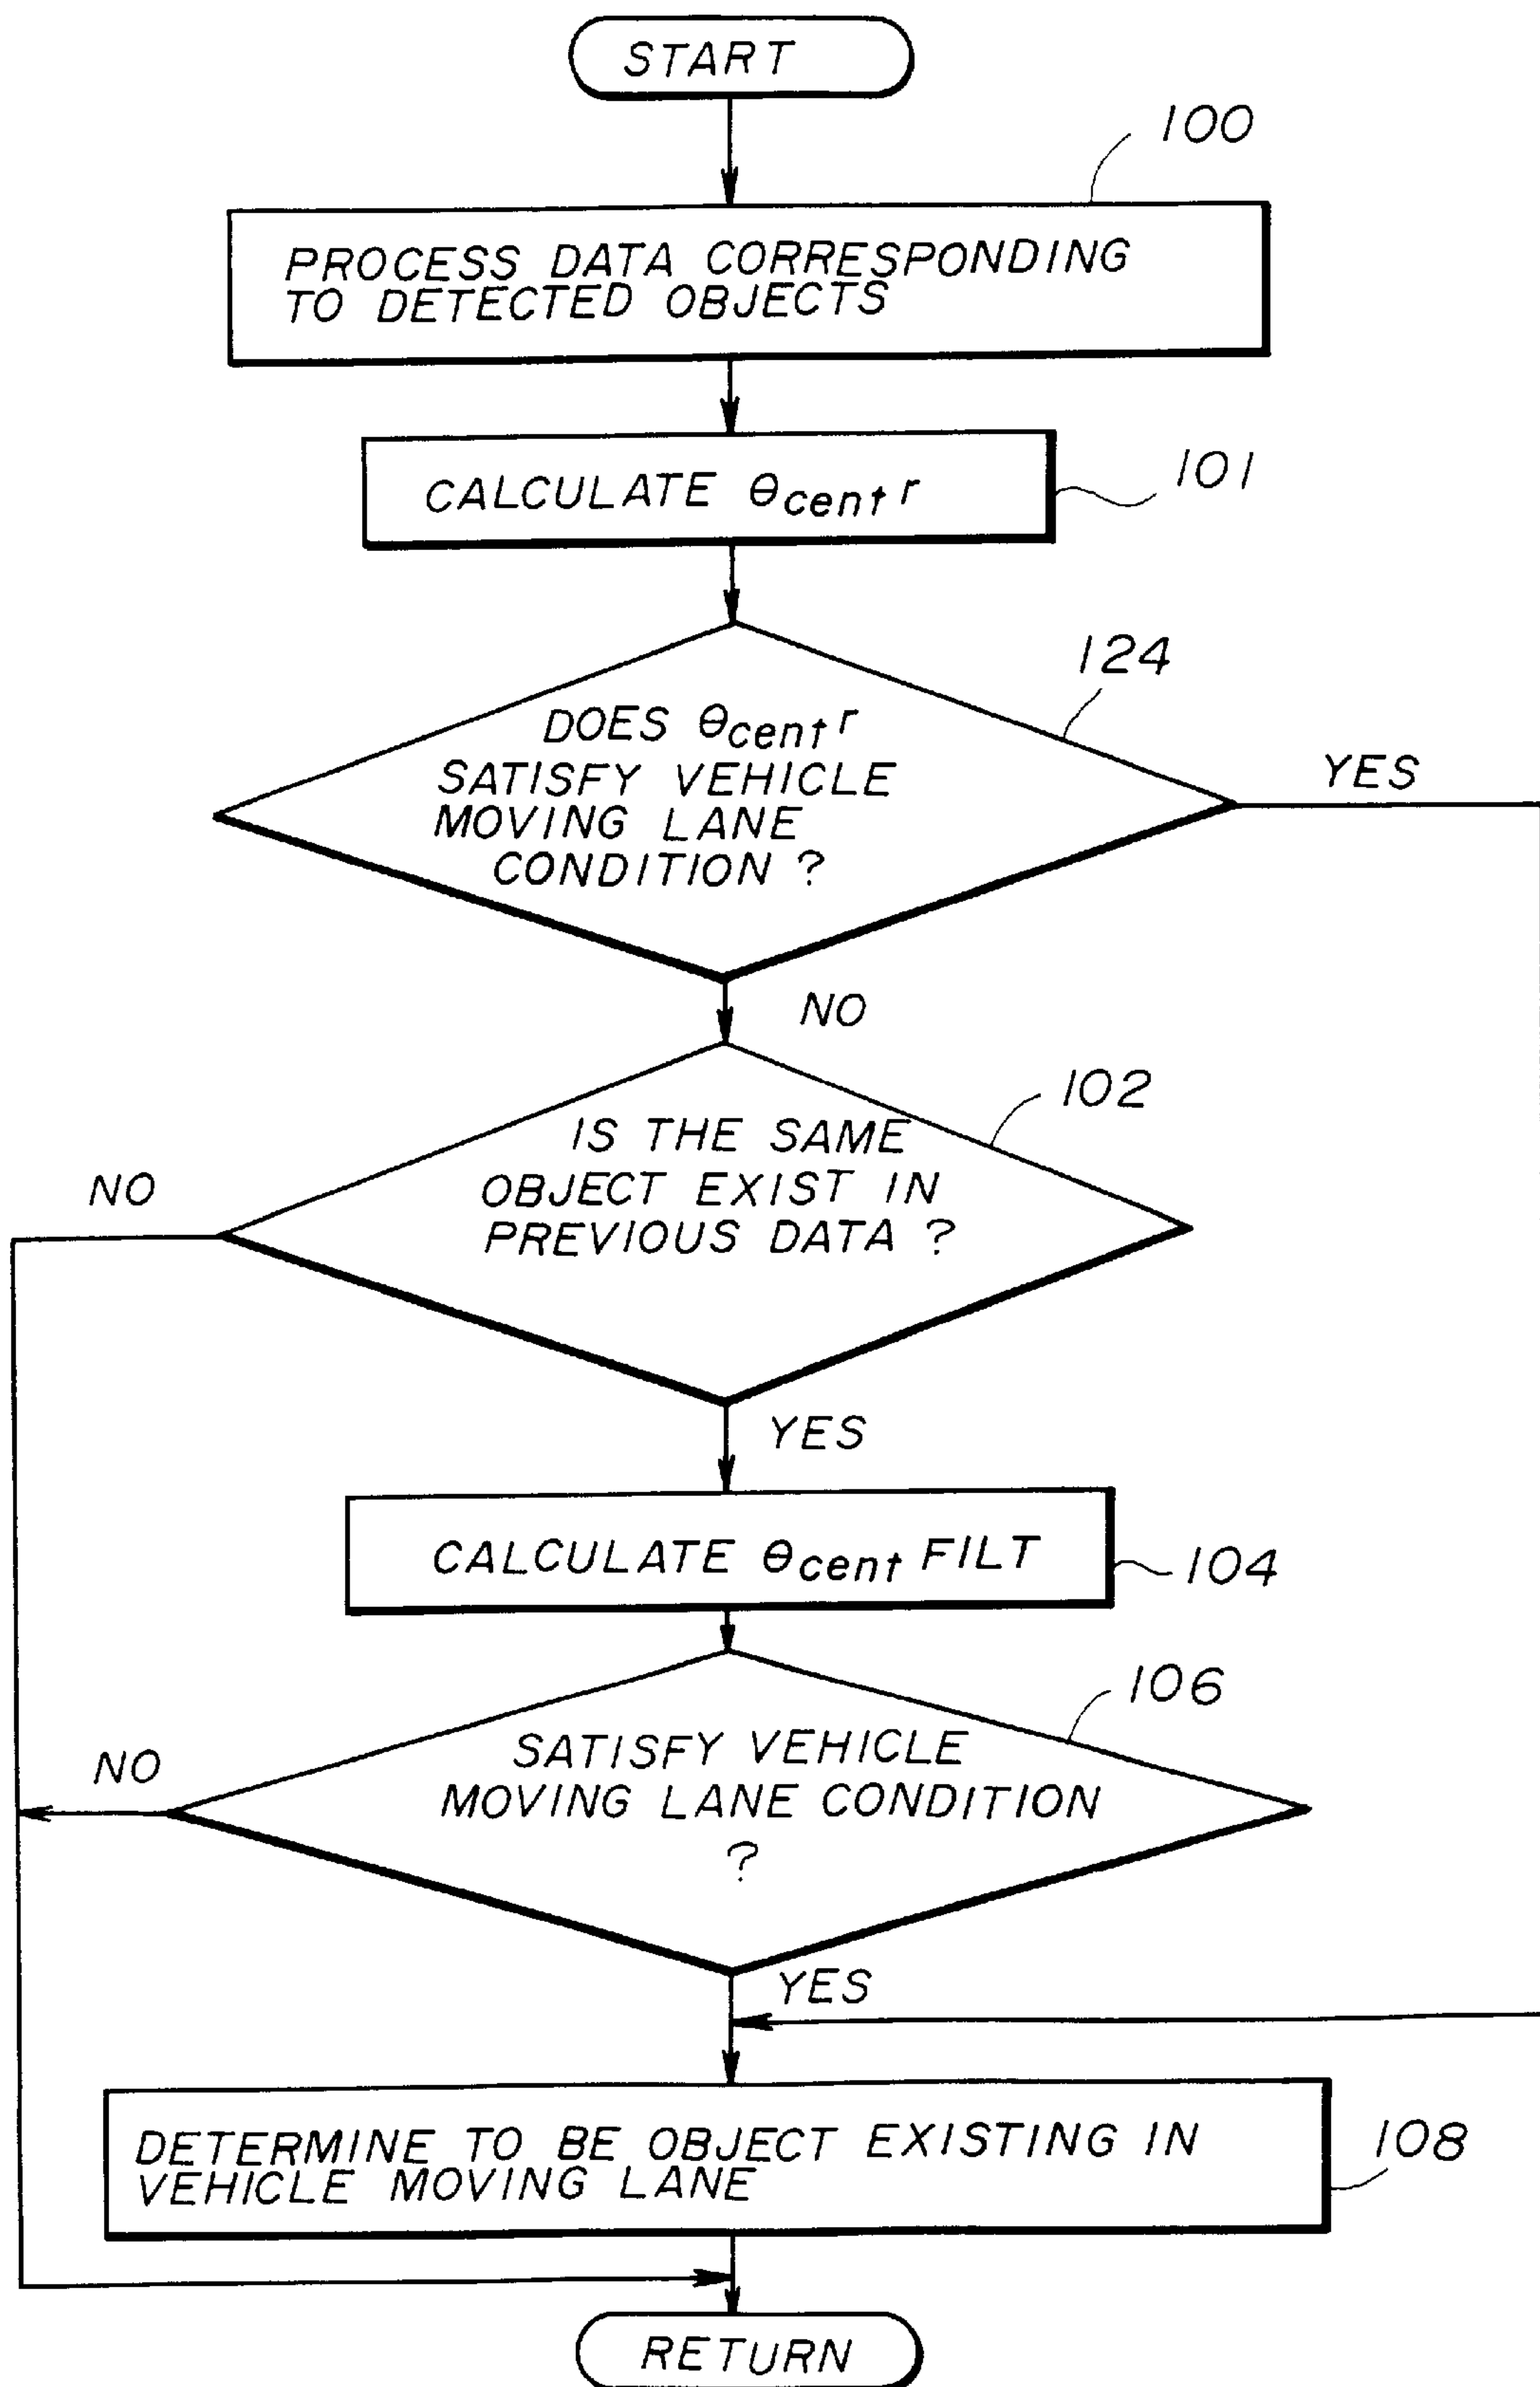 START
100
PROCESS DATA CORRESPONDING
TO DETECTED OBJECTS
CALCULATE θcent r
101
124
DOES θcent r
SATISFY VEHICLE
MOVING LANE
CONDITION ?
YES
NO
102
IS THE SAME
OBJECT EXIST IN
PREVIOUS DATA ?
NO
YES
CALCULATE θcent FILT
104
106
SATISFY VEHICLE
MOVING LANE CONDITION
?
NO
YES
DETERMINE TO BE OBJECT EXISTING IN
VEHICLE MOVING LANE
108
RETURN